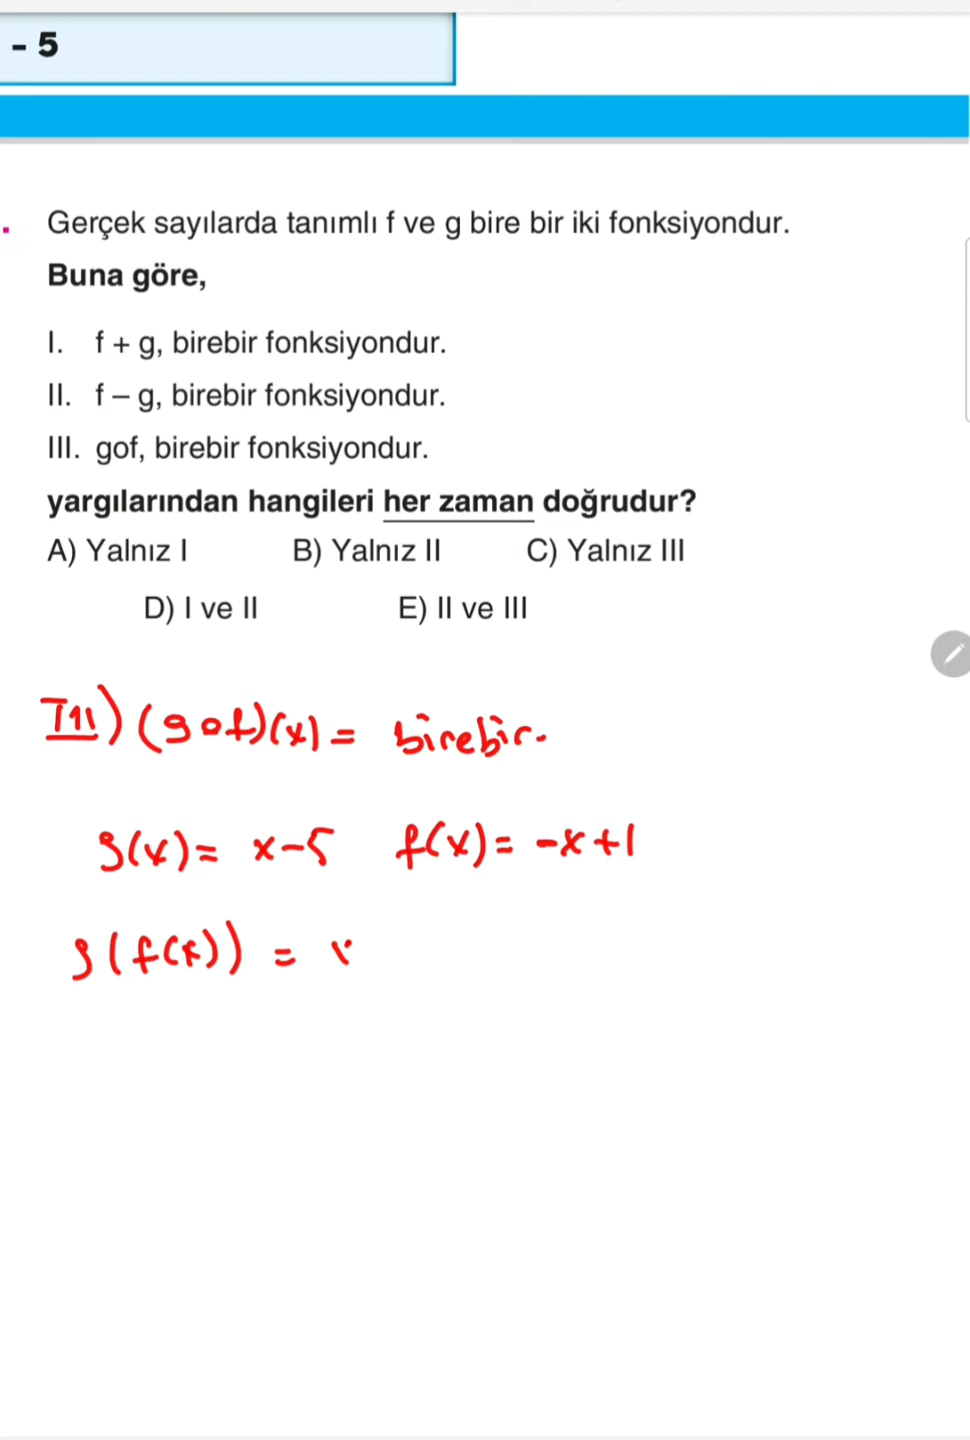 - 5
. Gerçek sayılarda tanımlı f ve g bire bir iki fonksiyondur.
Buna göre,
I. f + g, birebir fonksiyondur.
II. f – g, birebir fonksiyondur.
III. gof, birebir fonksiyondur.
yargılarından hangileri her zaman doğrudur?
A) Yalnız I B) Yalnız II C) Yalnız III
D) I ve II E) II ve III
III) (gof)(x) = birebir.
g(x) = x-5 f(x) = -x+1
g(f(x)) =